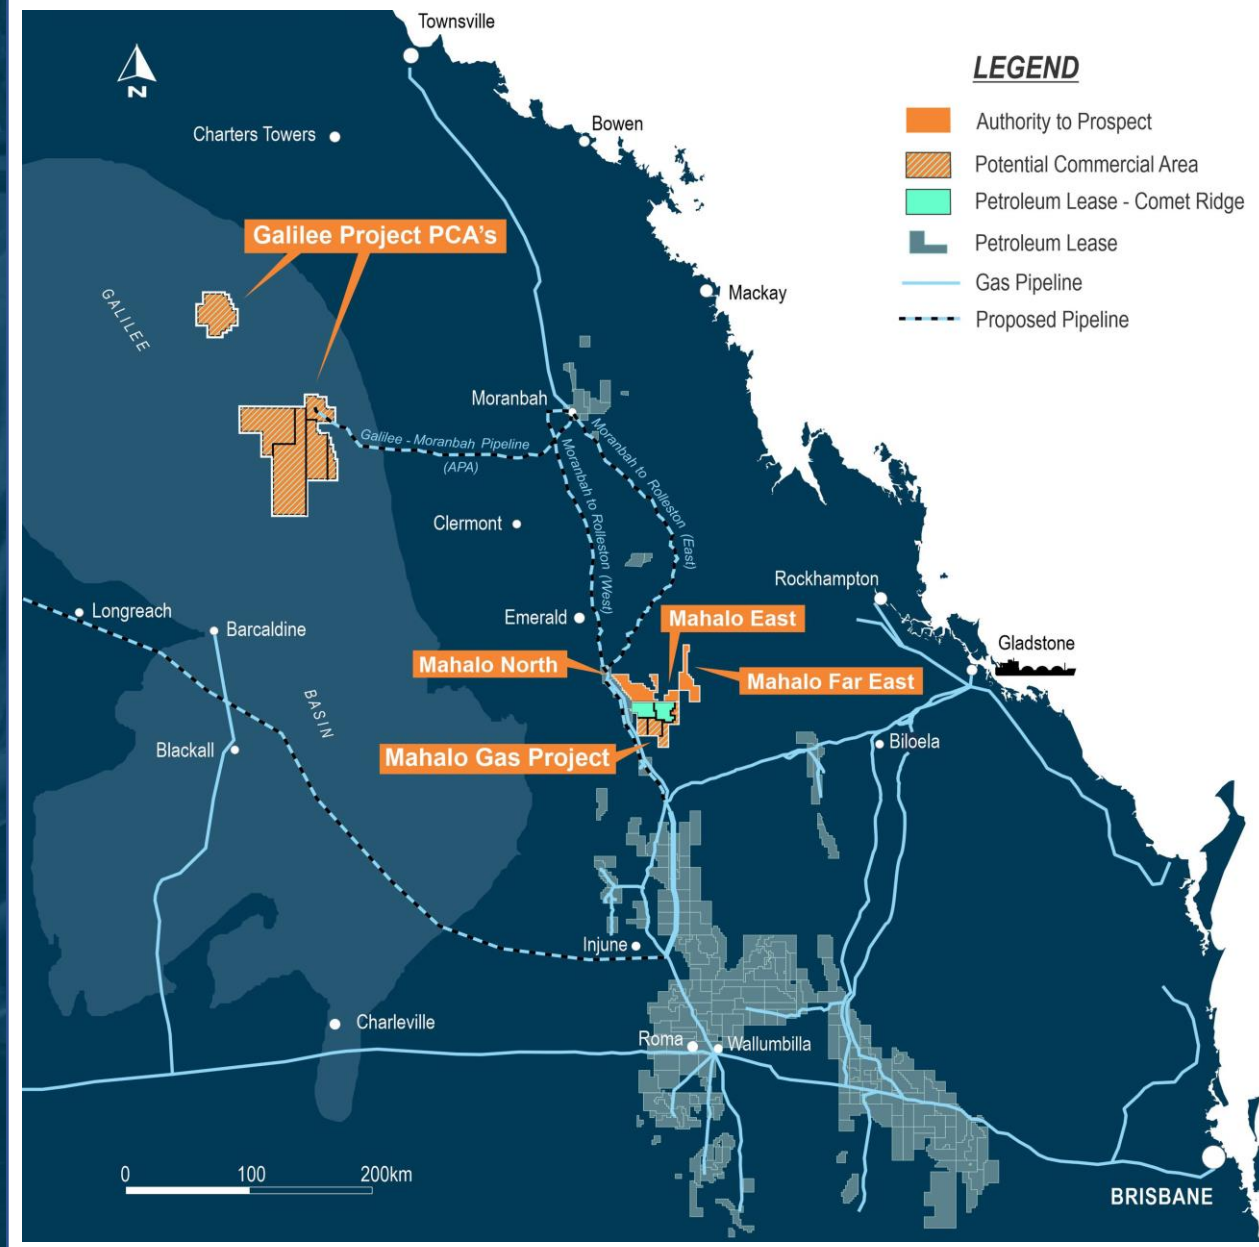 Townsville
LEGEND
N
Charters Towers
Bowen
Authority to Prospect
Potential Commercial Area
Petroleum Lease - Comet Ridge
Petroleum Lease
Gas Pipeline
Proposed Pipeline
Galilee Project PCA's
GALILEE
Mackay
Moranbah
Galilee - Moranbah Pipeline
(APA)
Moranbah to Rolleston (West)
Moranbah to Rolleston (East)
Clermont
Rockhampton
Longreach
Barcaldine
Emerald
Mahalo East
Gladstone
Mahalo North
Mahalo Far East
BASIN
Blackall
Mahalo Gas Project
Biloela
Injune
Charleville
Roma
Wallumbilla
0 100 200km
BRISBANE